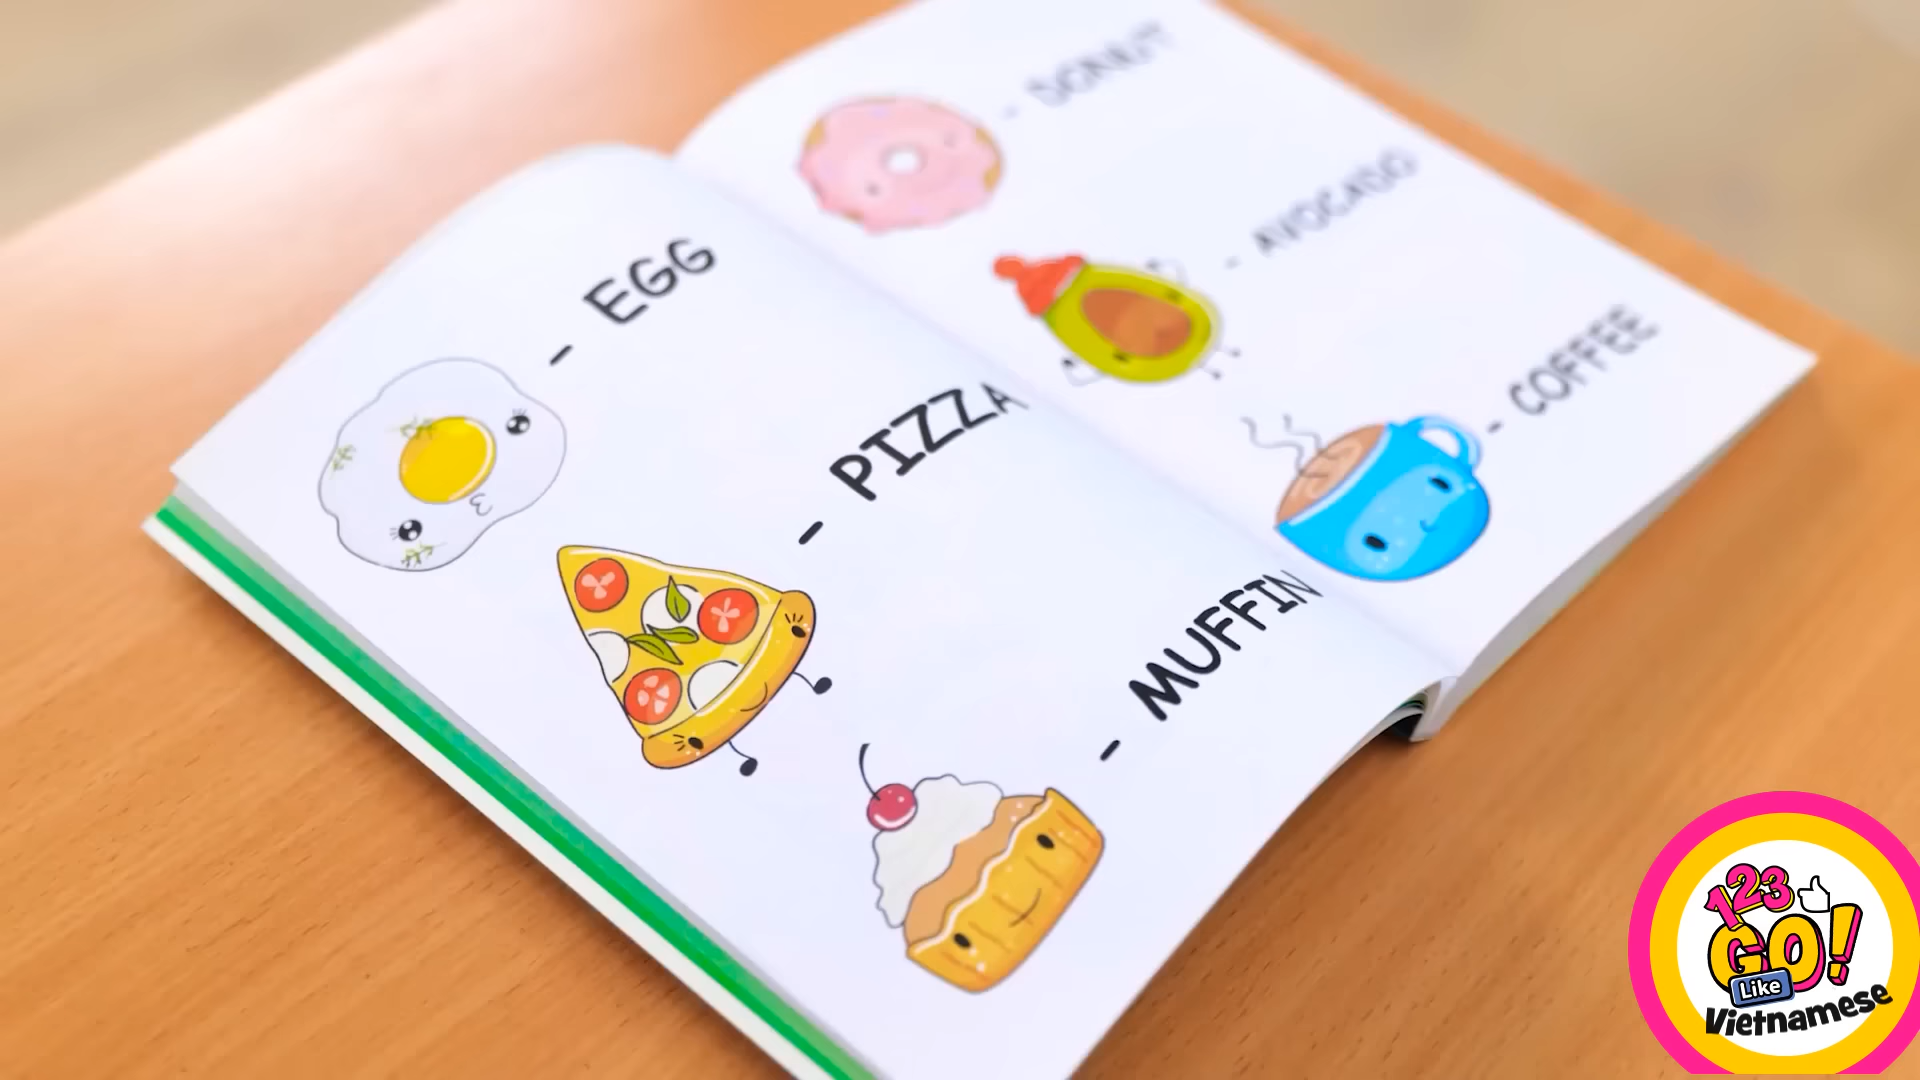 - EGG
- PIZZA
- MUFFIN
- DONUT
- AVOCADO
- COFFEE
123
GO!
Like
Vietnamese